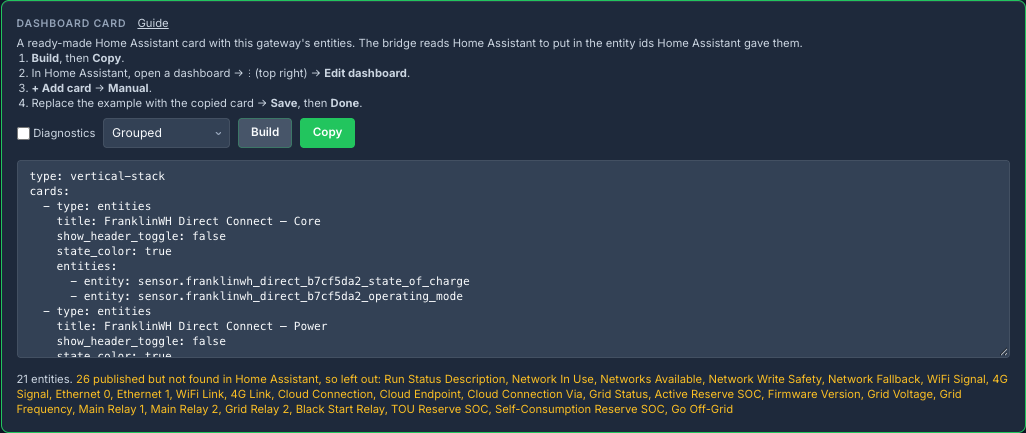 DASHBOARD CARD Guide
A ready-made Home Assistant card with this gateway's entities. The bridge reads Home Assistant to put in the entity ids Home Assistant gave them.
1. Build, then Copy.
2. In Home Assistant, open a dashboard → ⋮ (top right) → Edit dashboard.
3. + Add card → Manual.
4. Replace the example with the copied card → Save, then Done.
Diagnostics Grouped Build Copy
type: vertical-stack
cards:
  - type: entities
    title: FranklinWH Direct Connect — Core
    show_header_toggle: false
    state_color: true
    entities:
      - entity: sensor.franklinwh_direct_b7cf5da2_state_of_charge
      - entity: sensor.franklinwh_direct_b7cf5da2_operating_mode
  - type: entities
    title: FranklinWH Direct Connect — Power
    show_header_toggle: false
    state_color: true
21 entities. 26 published but not found in Home Assistant, so left out: Run Status Description, Network In Use, Networks Available, Network Write Safety, Network Fallback, WiFi Signal, 4G
Signal, Ethernet 0, Ethernet 1, WiFi Link, 4G Link, Cloud Connection, Cloud Endpoint, Cloud Connection Via, Grid Status, Active Reserve SOC, Firmware Version, Grid Voltage, Grid
Frequency, Main Relay 1, Main Relay 2, Grid Relay 2, Black Start Relay, TOU Reserve SOC, Self-Consumption Reserve SOC, Go Off-Grid